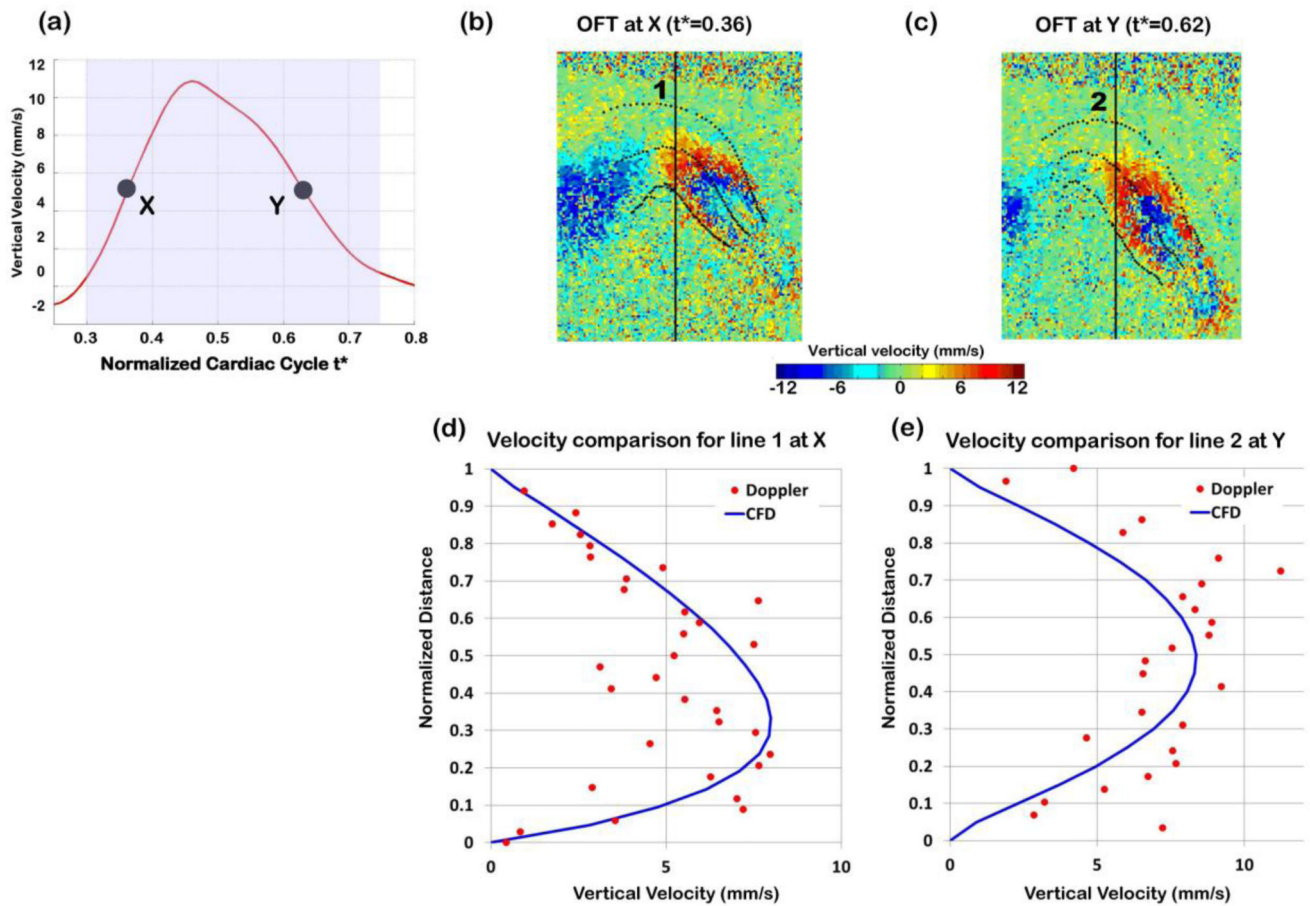 (a)
Vertical Velocity (mm/s)
12
10
8
6
4
2
0
-2
X
Y
0.3 0.4 0.5 0.6 0.7 0.8
Normalized Cardiac Cycle t*
(b)
OFT at X (t*=0.36)
1
(c)
OFT at Y (t*=0.62)
2
Vertical velocity (mm/s)
-12 -6 0 6 12
(d)
Velocity comparison for line 1 at X
Normalized Distance
1
0.9
0.8
0.7
0.6
0.5
0.4
0.3
0.2
0.1
0
Doppler
CFD
0 5 10
Vertical Velocity (mm/s)
(e)
Velocity comparison for line 2 at Y
Normalized Distance
1
0.9
0.8
0.7
0.6
0.5
0.4
0.3
0.2
0.1
0
Doppler
CFD
0 5 10
Vertical Velocity (mm/s)